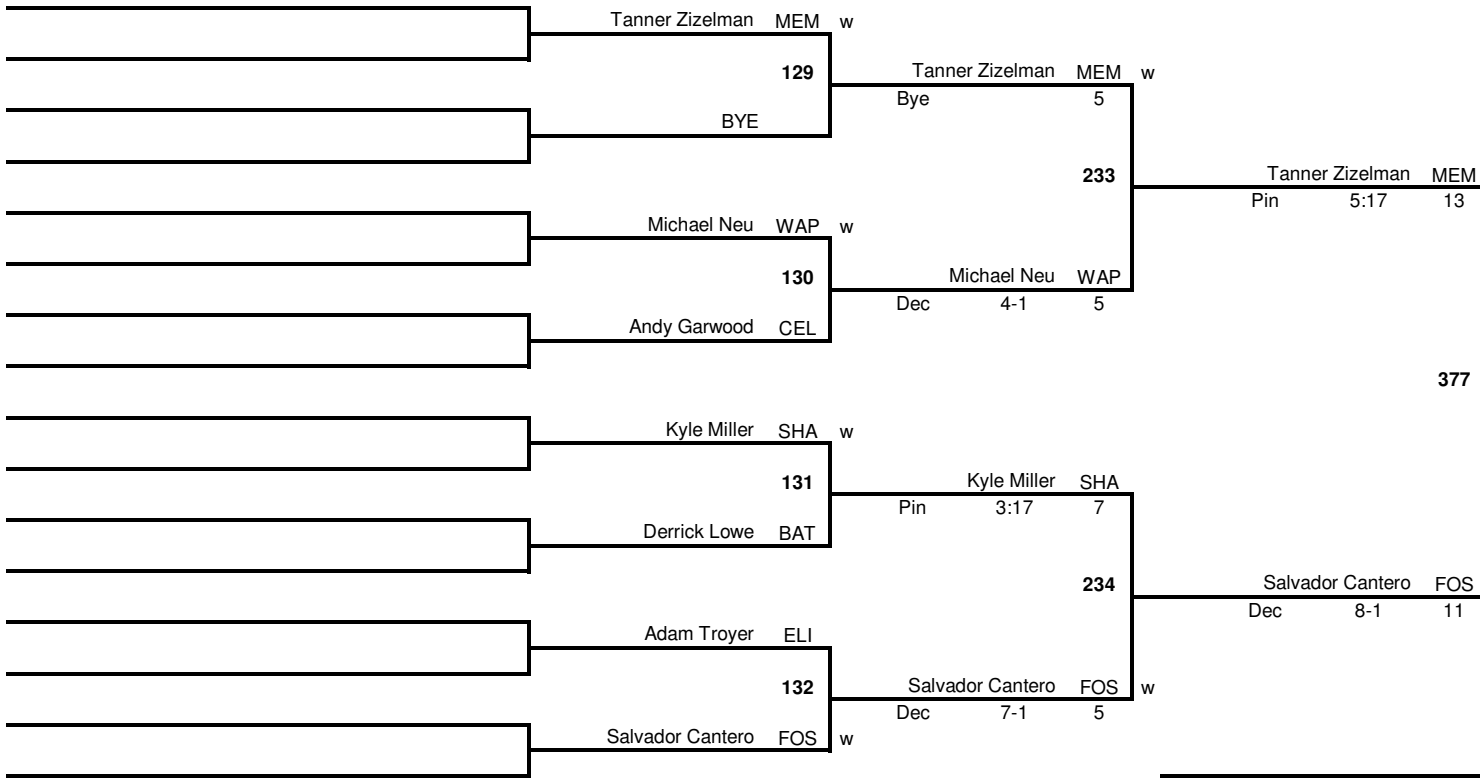 Tanner Zizelman MEM w
129 Tanner Zizelman MEM w
Bye 5
BYE
233 Tanner Zizelman MEM
Pin 5:17 13
Michael Neu WAP w
130 Michael Neu WAP
Dec 4-1 5
Andy Garwood CEL
377
Kyle Miller SHA w
131 Kyle Miller SHA
Pin 3:17 7
Derrick Lowe BAT
234 Salvador Cantero FOS
Dec 8-1 11
Adam Troyer ELI
132 Salvador Cantero FOS w
Dec 7-1 5
Salvador Cantero FOS w